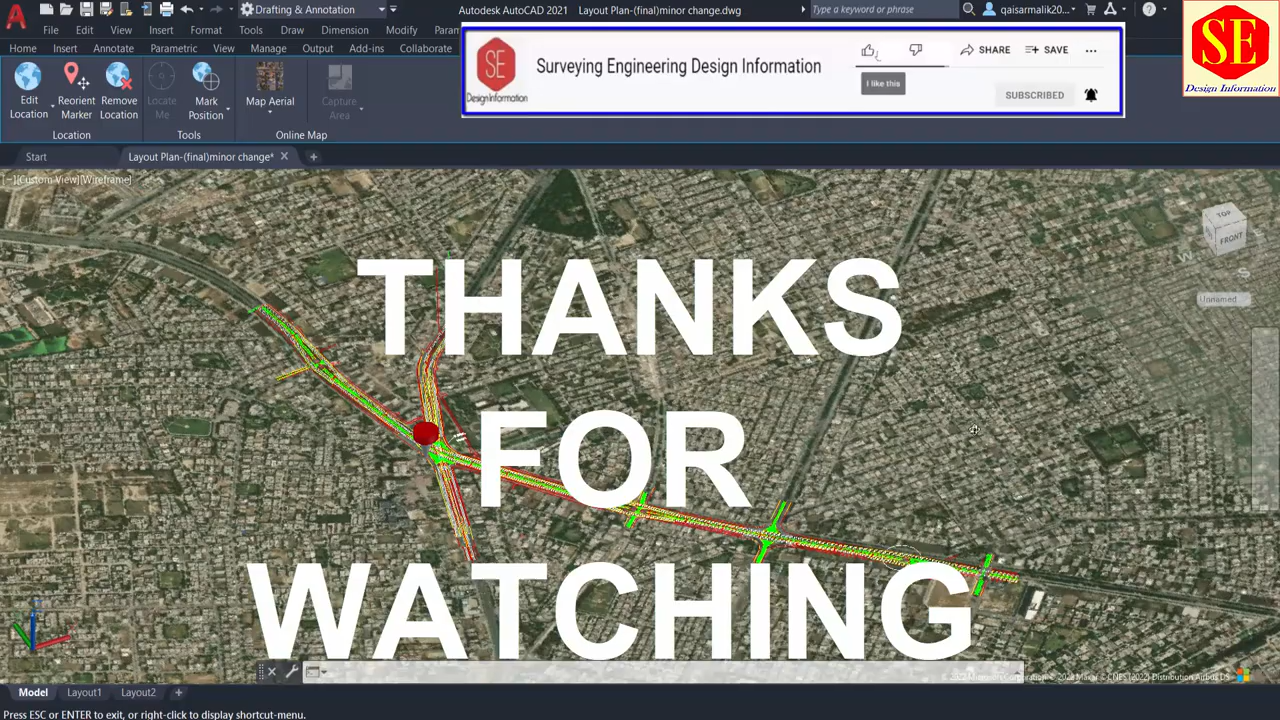 Drafting & Annotation
Autodesk AutoCAD 2021 Layout Plan-(final)minor change.dwg
Type a keyword or phrase
qaisarmalik20...
File Edit View Insert Format Tools Draw Dimension Modify Param
Home Insert Annotate Parametric View Manage Output Add-ins Collaborate
SE
Design Information
Surveying Engineering Design Information
SHARE
SAVE
I like this
SUBSCRIBED
SE
Design Information
Edit Location
Reorient Marker
Remove Location
Locate Me
Mark Position
Map Aerial
Capture Area
Location
Tools
Online Map
Start
Layout Plan-(final)minor change*
[−][Custom View][Wireframe]
TOP
FRONT
W
S
Unnamed
THANKS
FOR
WATCHING
Model Layout1 Layout2
Press ESC or ENTER to exit, or right-click to display shortcut-menu.